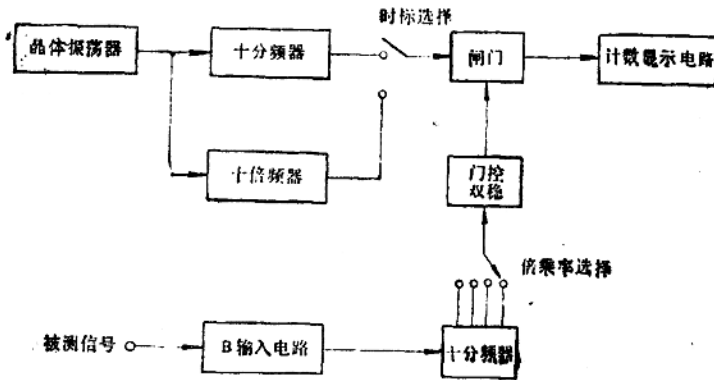 时标选择
晶体振荡器
十分频器
闸门
计数显示电路
十倍频器
门控
双稳
倍乘率选择
被测信号
B输入电路
十分频器